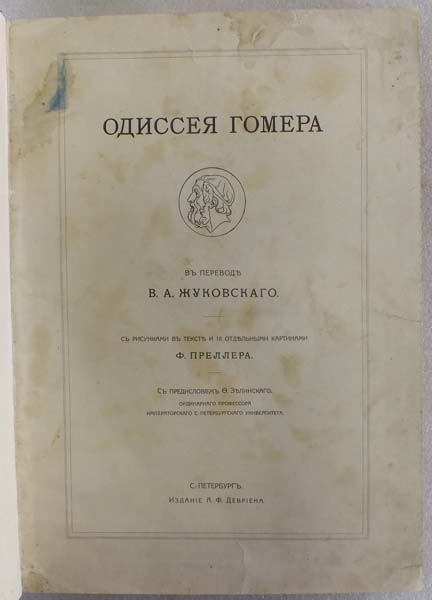 ОДИССЕЯ ГОМЕРА
ВЪ ПЕРЕВОДѢ
В. А. ЖУКОВСКАГО.
СЪ РИСУНКАМИ ВЪ ТЕКСТѢ И 16 ОТДѢЛЬНЫМИ КАРТИНАМИ
Ф. ПРЕЛЛЕРА.
СЪ ПРЕДИСЛОВІЕМЪ Ѳ. ЗѢЛИНСКАГО,
ОРДИНАРНАГО ПРОФЕССОРА
ИМПЕРАТОРСКАГО С.-ПЕТЕРБУРГСКАГО УНИВЕРСИТЕТА.
С.-ПЕТЕРБУРГЪ.
ИЗДАНІЕ А. Ф. ДЕВРІЕНА.